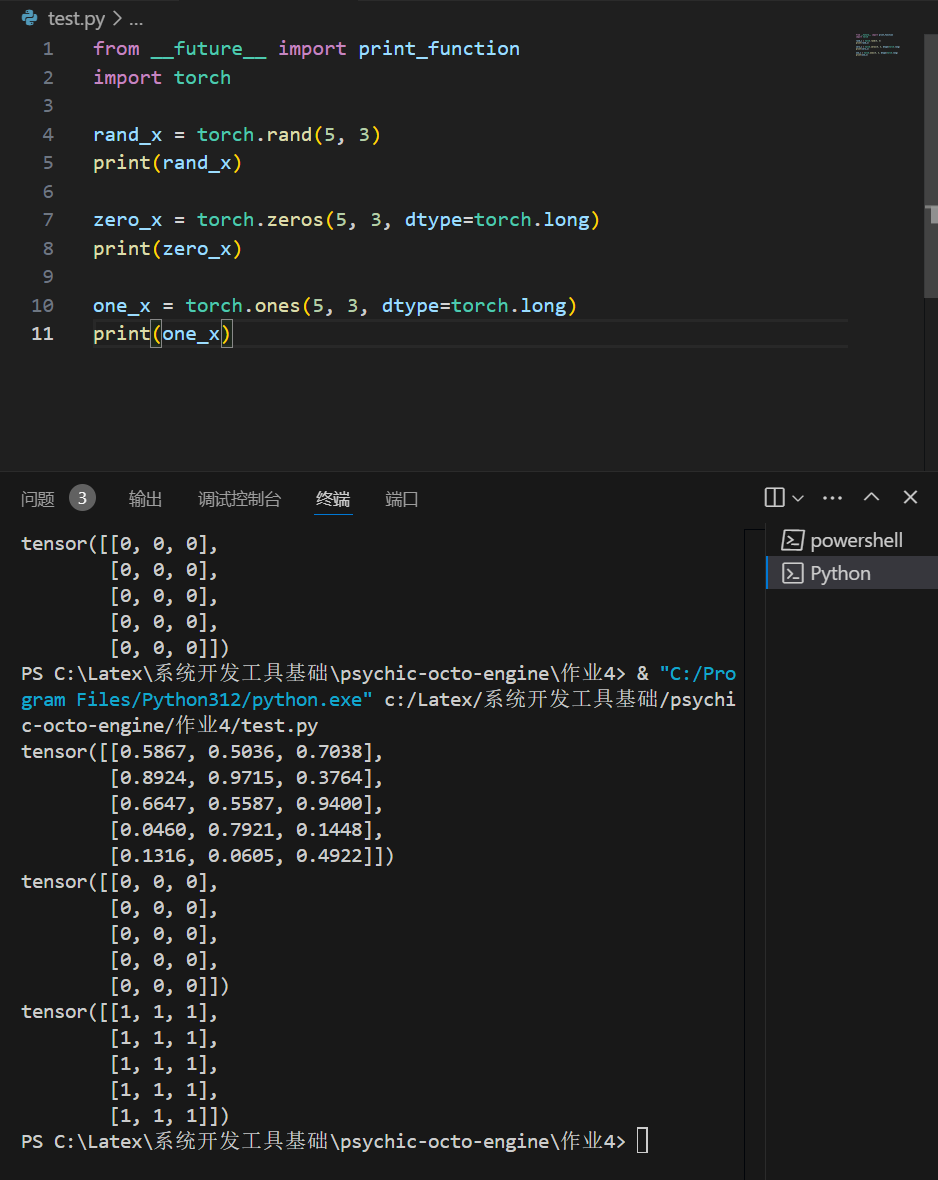 test.py > ...
1 from __future__ import print_function
2 import torch
3
4 rand_x = torch.rand(5, 3)
5 print(rand_x)
6
7 zero_x = torch.zeros(5, 3, dtype=torch.long)
8 print(zero_x)
9
10 one_x = torch.ones(5, 3, dtype=torch.long)
11 print(one_x)
问题 3 输出 调试控制台 终端 端口
powershell
Python
tensor([[0, 0, 0],
        [0, 0, 0],
        [0, 0, 0],
        [0, 0, 0],
        [0, 0, 0]])
PS C:\Latex\系统开发工具基础\psychic-octo-engine\作业4> & "C:/Pro
gram Files/Python312/python.exe" c:/Latex/系统开发工具基础/psychi
c-octo-engine/作业4/test.py
tensor([[0.5867, 0.5036, 0.7038],
        [0.8924, 0.9715, 0.3764],
        [0.6647, 0.5587, 0.9400],
        [0.0460, 0.7921, 0.1448],
        [0.1316, 0.0605, 0.4922]])
tensor([[0, 0, 0],
        [0, 0, 0],
        [0, 0, 0],
        [0, 0, 0],
        [0, 0, 0]])
tensor([[1, 1, 1],
        [1, 1, 1],
        [1, 1, 1],
        [1, 1, 1],
        [1, 1, 1]])
PS C:\Latex\系统开发工具基础\psychic-octo-engine\作业4>